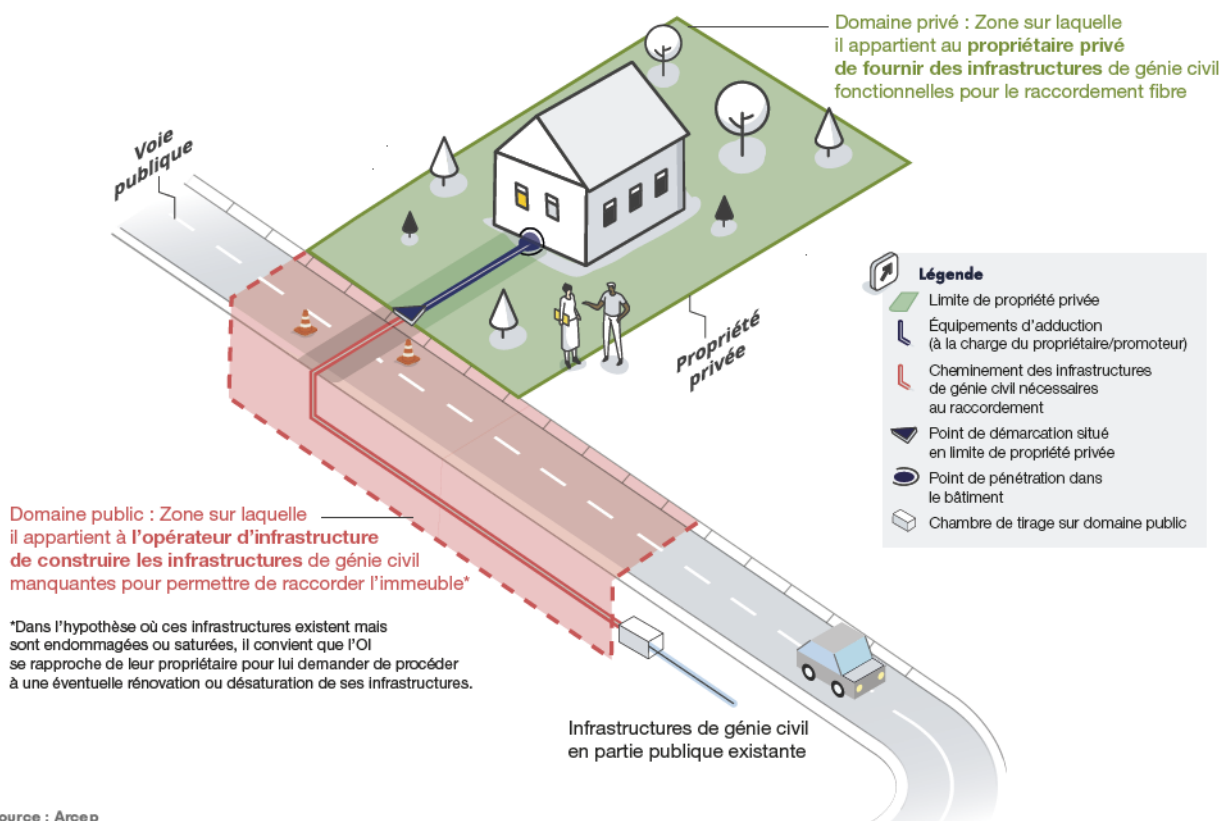 Domaine privé : Zone sur laquelle
il appartient au propriétaire privé
de fournir des infrastructures de génie civil
fonctionnelles pour le raccordement fibre
Voie
publique
Propriété
privée
Légende
Limite de propriété privée
Équipements d'adduction
(à la charge du propriétaire/promoteur)
Cheminement des infrastructures
de génie civil nécessaires
au raccordement
Point de démarcation situé
en limite de propriété privée
Point de pénétration dans
le bâtiment
Chambre de tirage sur domaine public
Domaine public : Zone sur laquelle
il appartient à l'opérateur d'infrastructure
de construire les infrastructures de génie civil
manquantes pour permettre de raccorder l'immeuble*
*Dans l'hypothèse où ces infrastructures existent mais
sont endommagées ou saturées, il convient que l'OI
se rapproche de leur propriétaire pour lui demander de procéder
à une éventuelle rénovation ou désaturation de ses infrastructures.
Infrastructures de génie civil
en partie publique existante
ource : Arcep